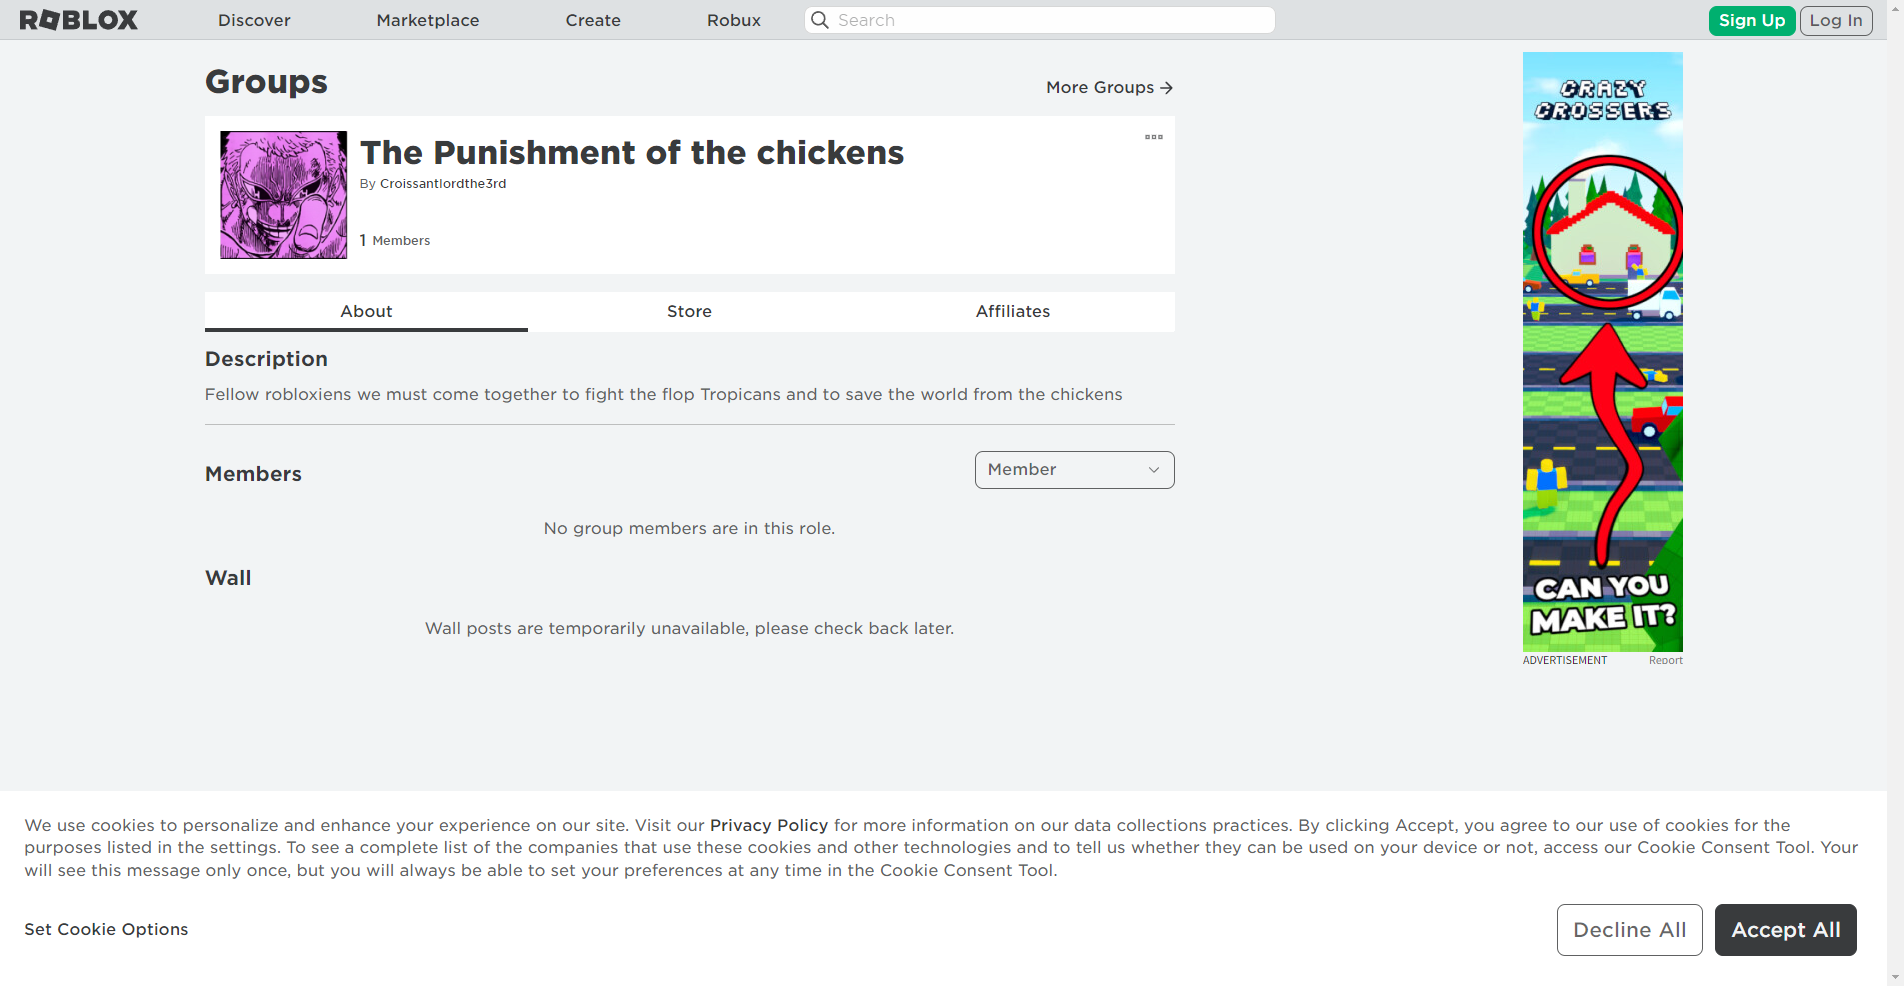 ROBLOX
Discover
Marketplace
Create
Robux
Search
Sign Up
Log In
Groups
More Groups
The Punishment of the chickens
By Croissantlordthe3rd
1 Members
About
Store
Affiliates
Description
Fellow robloxiens we must come together to fight the flop Tropicans and to save the world from the chickens
Members
Member
No group members are in this role.
Wall
Wall posts are temporarily unavailable, please check back later.
CRAZY
CROSSERS
CAN YOU
MAKE IT?
ADVERTISEMENT
Report
We use cookies to personalize and enhance your experience on our site. Visit our Privacy Policy for more information on our data collections practices. By clicking Accept, you agree to our use of cookies for the
purposes listed in the settings. To see a complete list of the companies that use these cookies and other technologies and to tell us whether they can be used on your device or not, access our Cookie Consent Tool. Your
will see this message only once, but you will always be able to set your preferences at any time in the Cookie Consent Tool.
Set Cookie Options
Decline All
Accept All